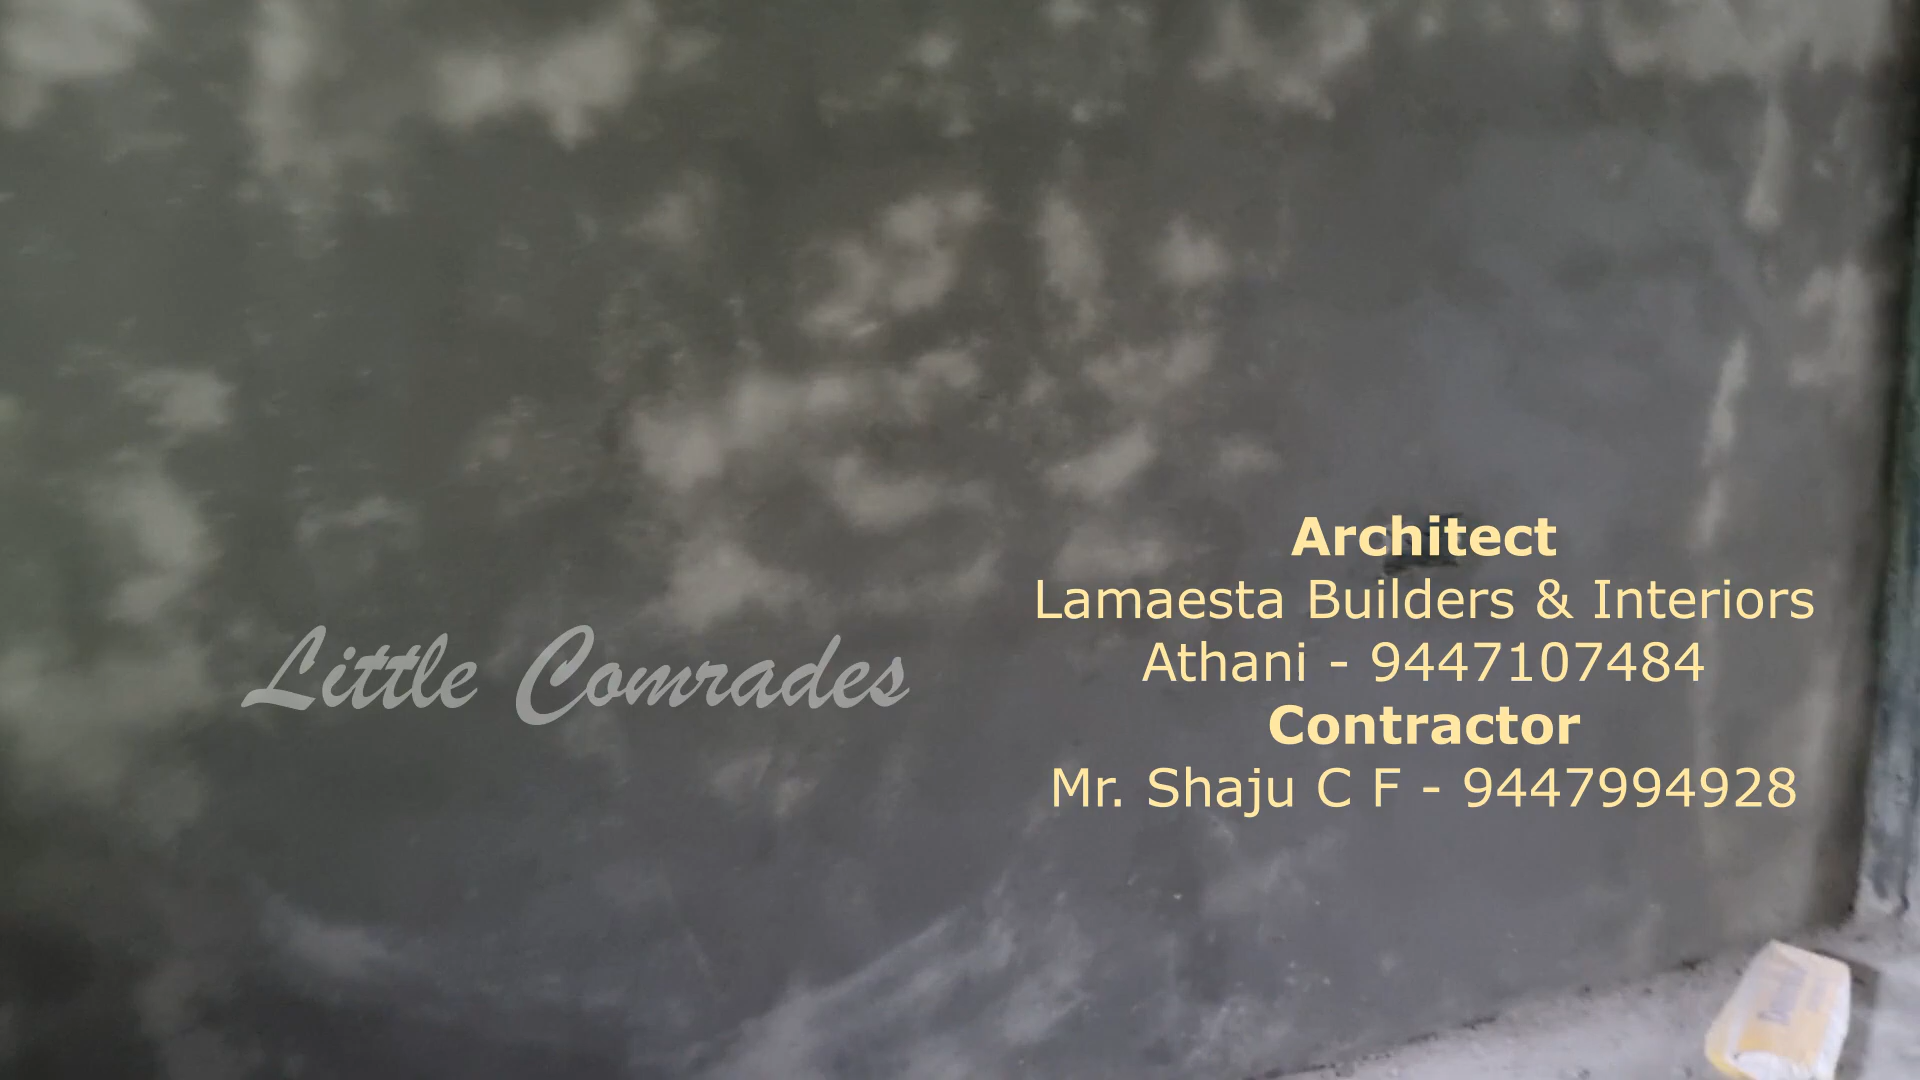 Little Comrades
Architect
Lamaesta Builders & Interiors
Athani - 9447107484
Contractor
Mr. Shaju C F - 9447994928